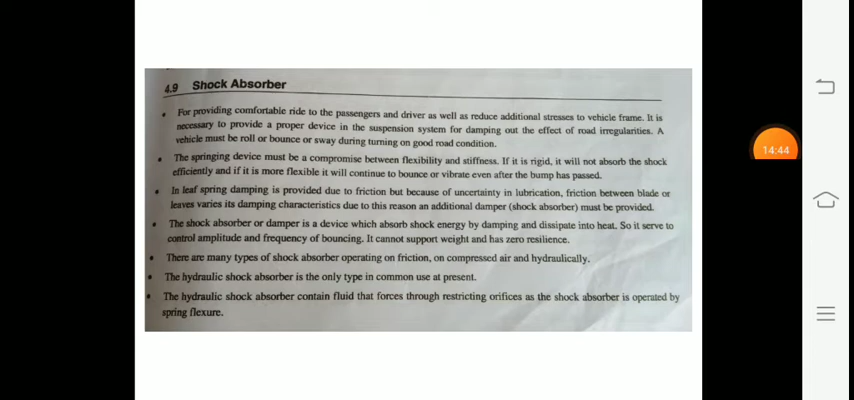 4.9 Shock Absorber
• For providing comfortable ride to the passengers and driver as well as reduce additional stresses to vehicle frame. It is
necessary to provide a proper device in the suspension system for damping out the effect of road irregularities. A
vehicle must be roll or bounce or sway during turning on good road condition.
• The springing device must be a compromise between flexibility and stiffness. If it is rigid, it will not absorb the shock
efficiently and if it is more flexible it will continue to bounce or vibrate even after the bump has passed.
• In leaf spring damping is provided due to friction but because of uncertainty in lubrication, friction between blade or
leaves varies its damping characteristics due to this reason an additional damper (shock absorber) must be provided.
• The shock absorber or damper is a device which absorb shock energy by damping and dissipate into heat. So it serve to
control amplitude and frequency of bouncing. It cannot support weight and has zero resilience.
• There are many types of shock absorber operating on friction, on compressed air and hydraulically.
• The hydraulic shock absorber is the only type in common use at present.
• The hydraulic shock absorber contain fluid that forces through restricting orifices as the shock absorber is operated by
spring flexure.
14:44